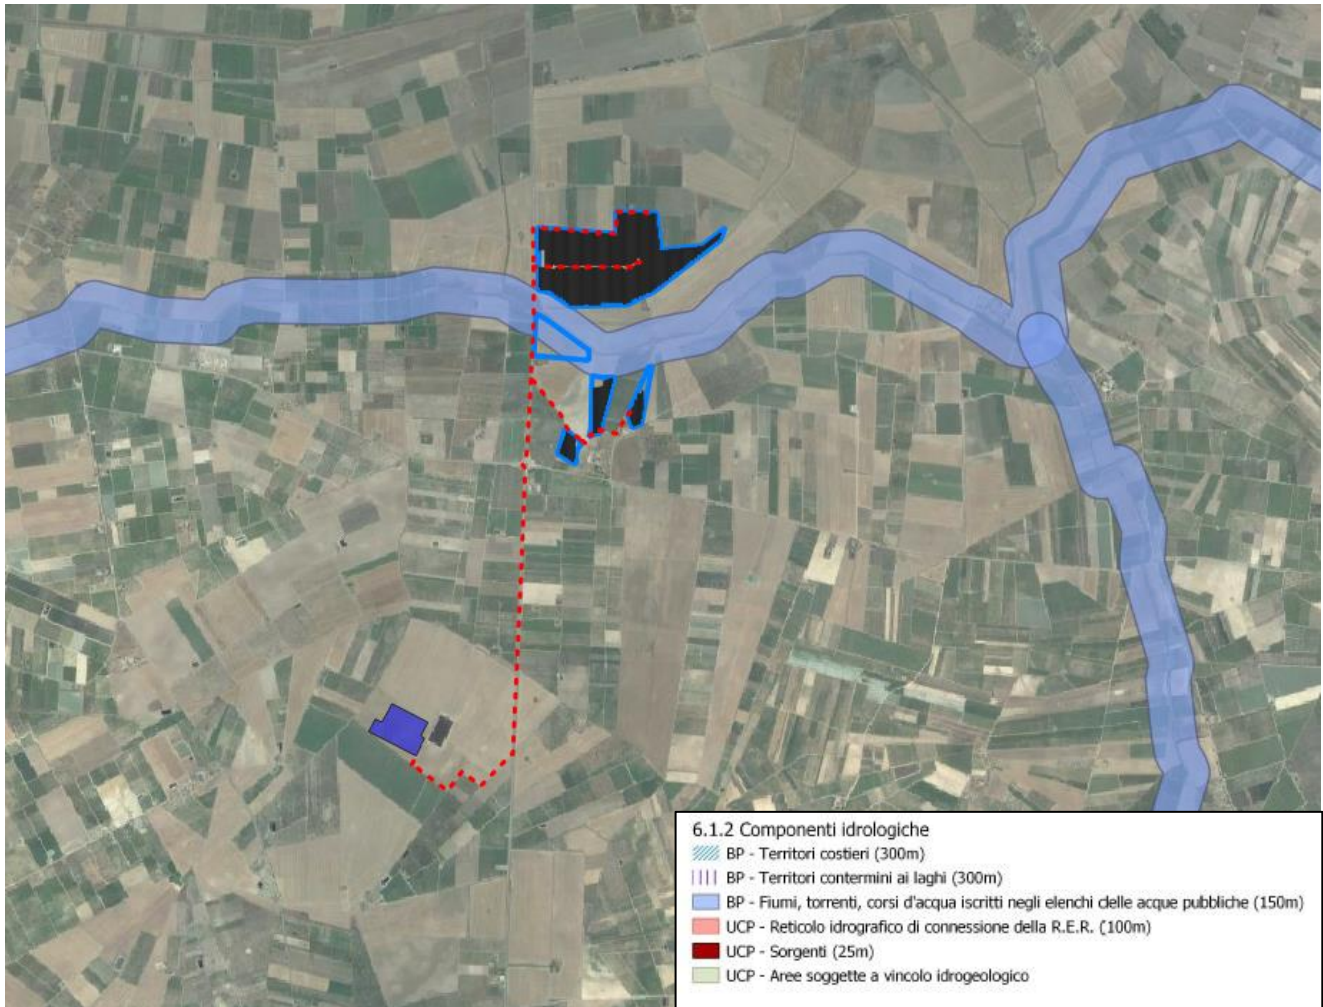 6.1.2 Componenti idrologiche
BP - Territori costieri (300m)
BP - Territori contermini ai laghi (300m)
BP - Fiumi, torrenti, corsi d'acqua iscritti negli elenchi delle acque pubbliche (150m)
UCP - Reticolo idrografico di connessione della R.E.R. (100m)
UCP - Sorgenti (25m)
UCP - Aree soggette a vincolo idrogeologico